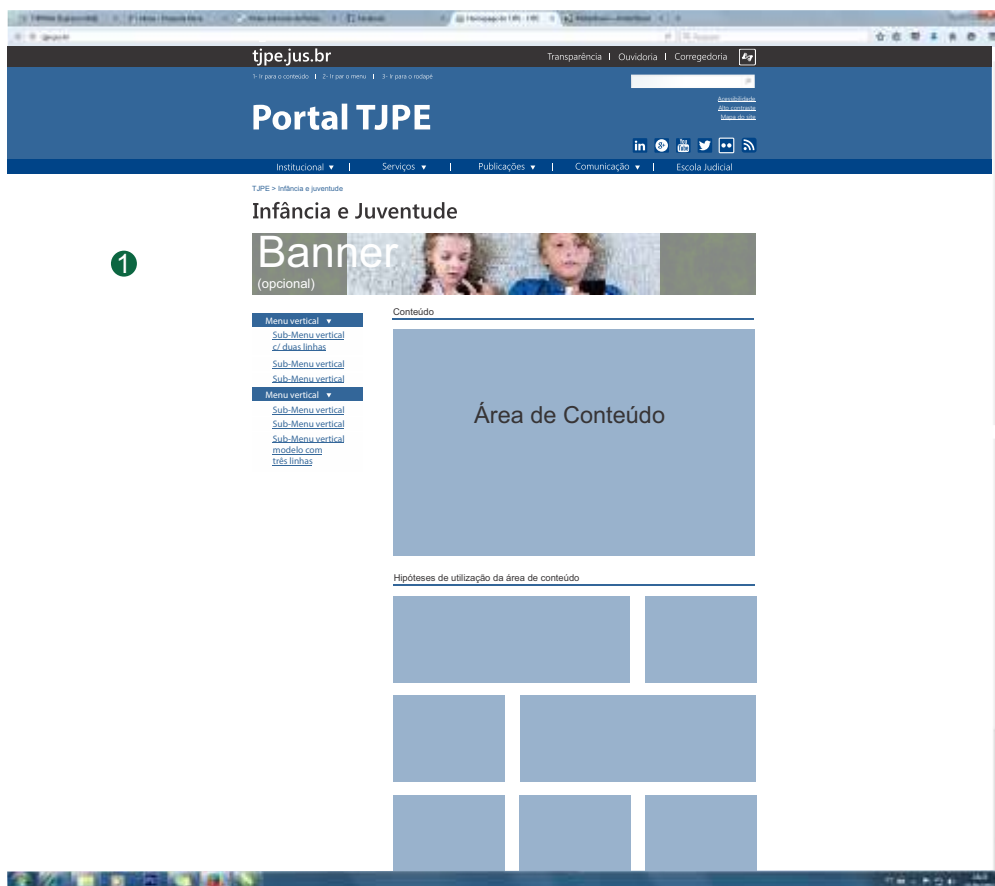 tjpe.jus.br
Transparência | Ouvidoria | Corregedoria
1- Ir para o conteúdo | 2- Ir par o menu | 3- Ir para o rodapé
Acessibilidade
Alto contraste
Mapa do site
Portal TJPE
Institucional ▼ | Serviços ▼ | Publicações ▼ | Comunicação ▼ | Escola Judicial
TJPE > Infância e juventude
Infância e Juventude
1
Banner
(opcional)
Menu vertical ▼
Sub-Menu vertical
c/ duas linhas
Sub-Menu vertical
Sub-Menu vertical
Menu vertical ▼
Sub-Menu vertical
Sub-Menu vertical
Sub-Menu vertical
modelo com
três linhas
Conteúdo
Área de Conteúdo
Hipóteses de utilização da área de conteúdo